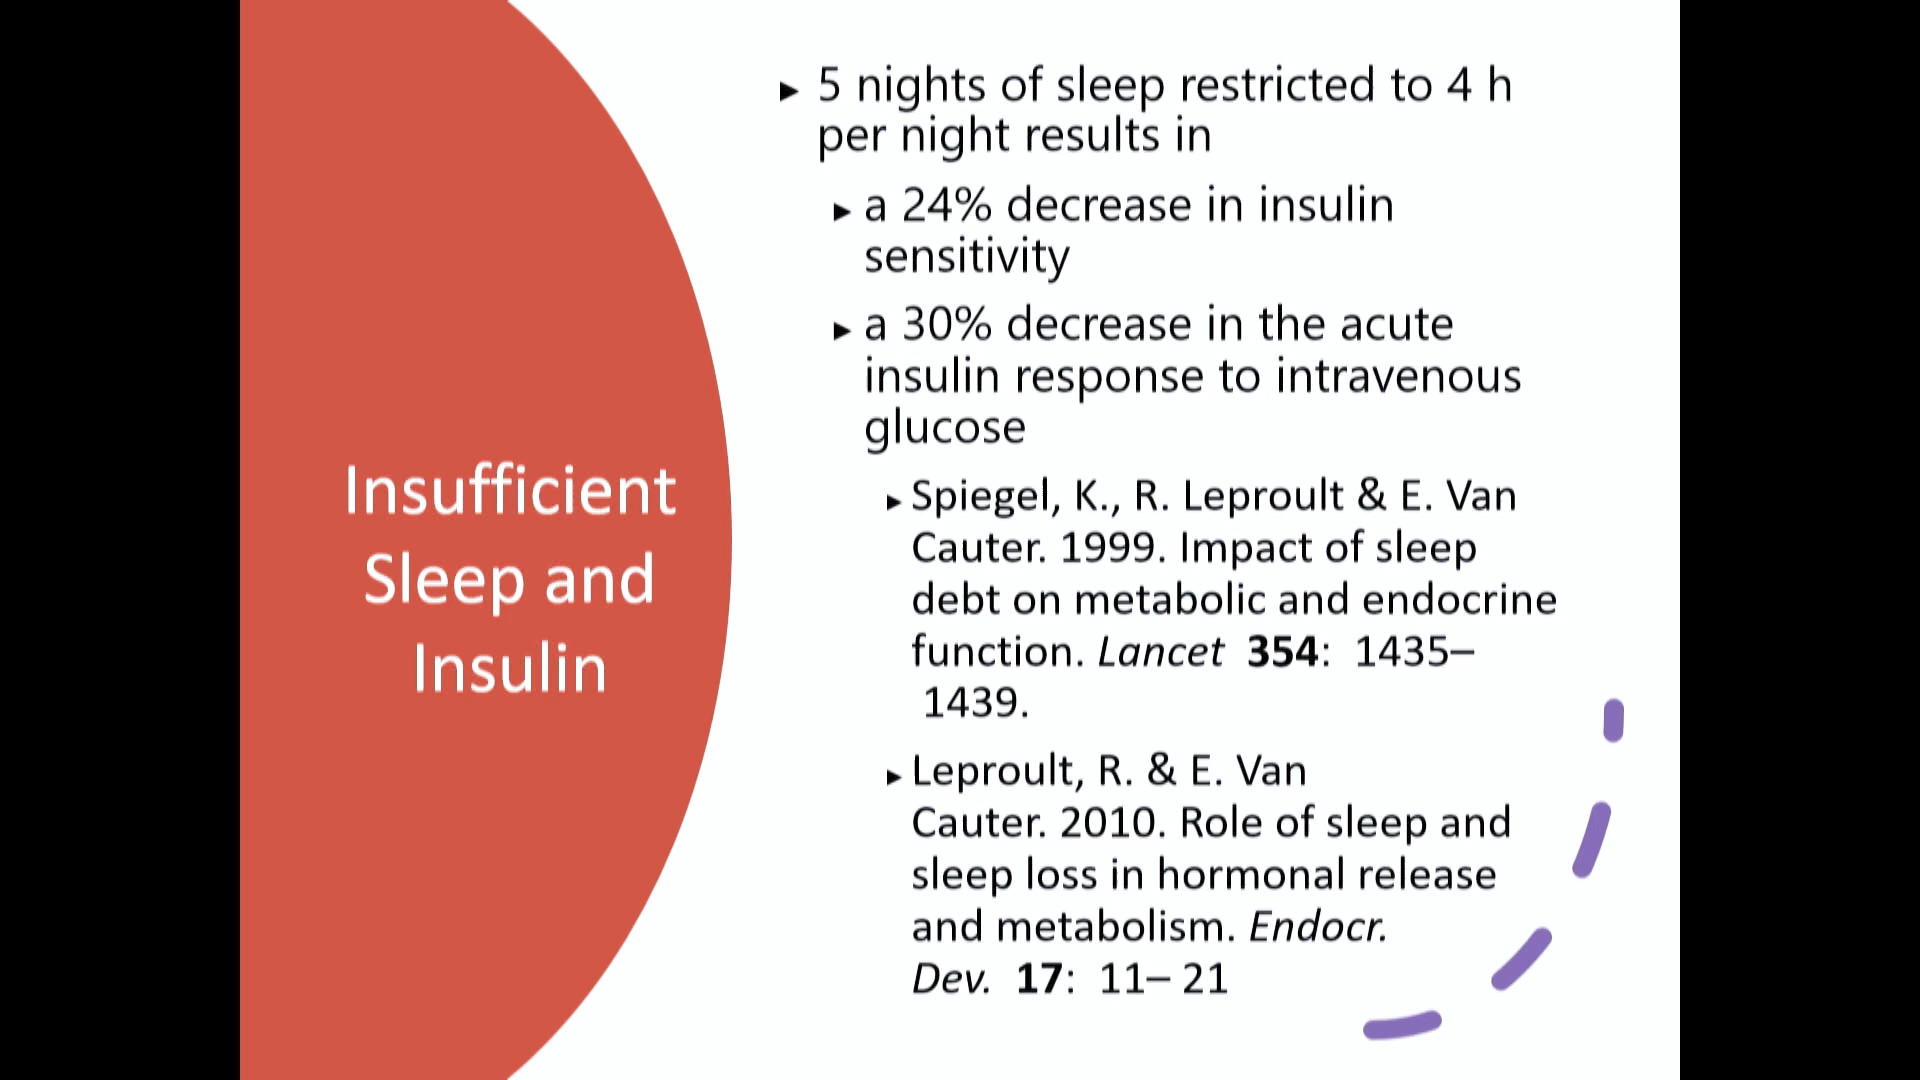 Insufficient
Sleep and
Insulin
► 5 nights of sleep restricted to 4 h
per night results in
► a 24% decrease in insulin
sensitivity
► a 30% decrease in the acute
insulin response to intravenous
glucose
► Spiegel, K., R. Leproult & E. Van
Cauter. 1999. Impact of sleep
debt on metabolic and endocrine
function. Lancet 354: 1435–
1439.
► Leproult, R. & E. Van
Cauter. 2010. Role of sleep and
sleep loss in hormonal release
and metabolism. Endocr.
Dev. 17: 11– 21